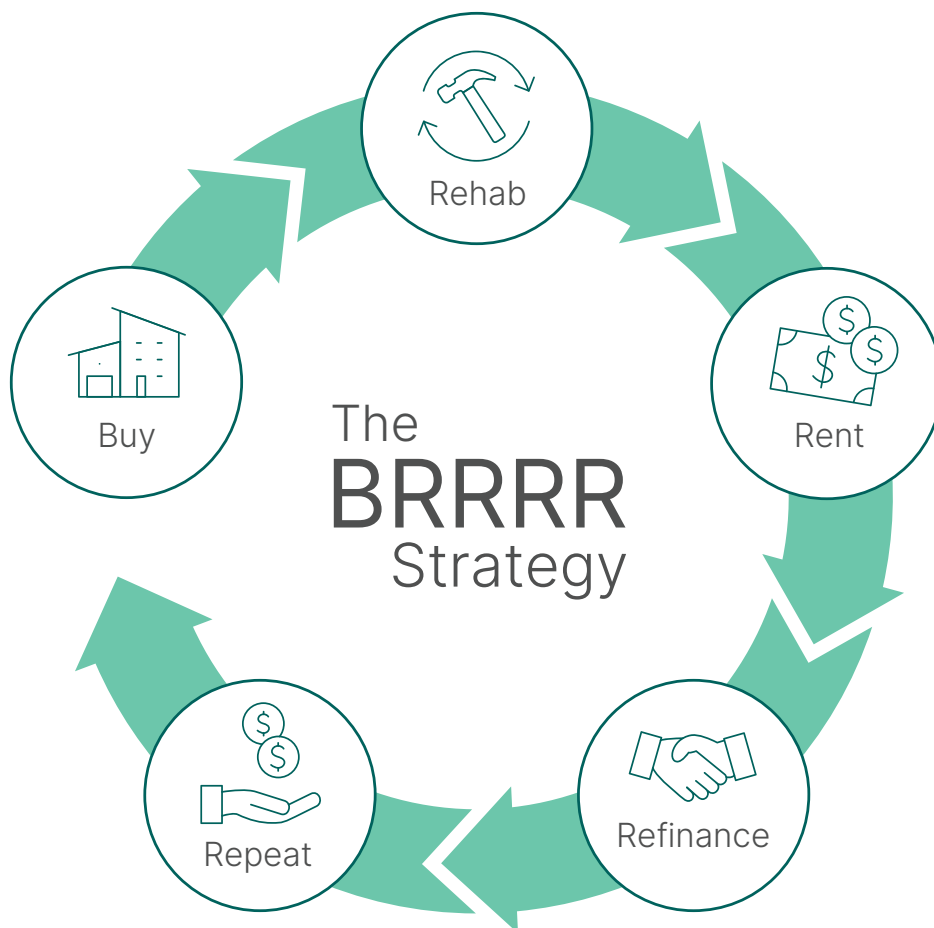 Rehab
Buy
Rent
The
BRRRR
Strategy
Refinance
Repeat
$
$
$
$
$